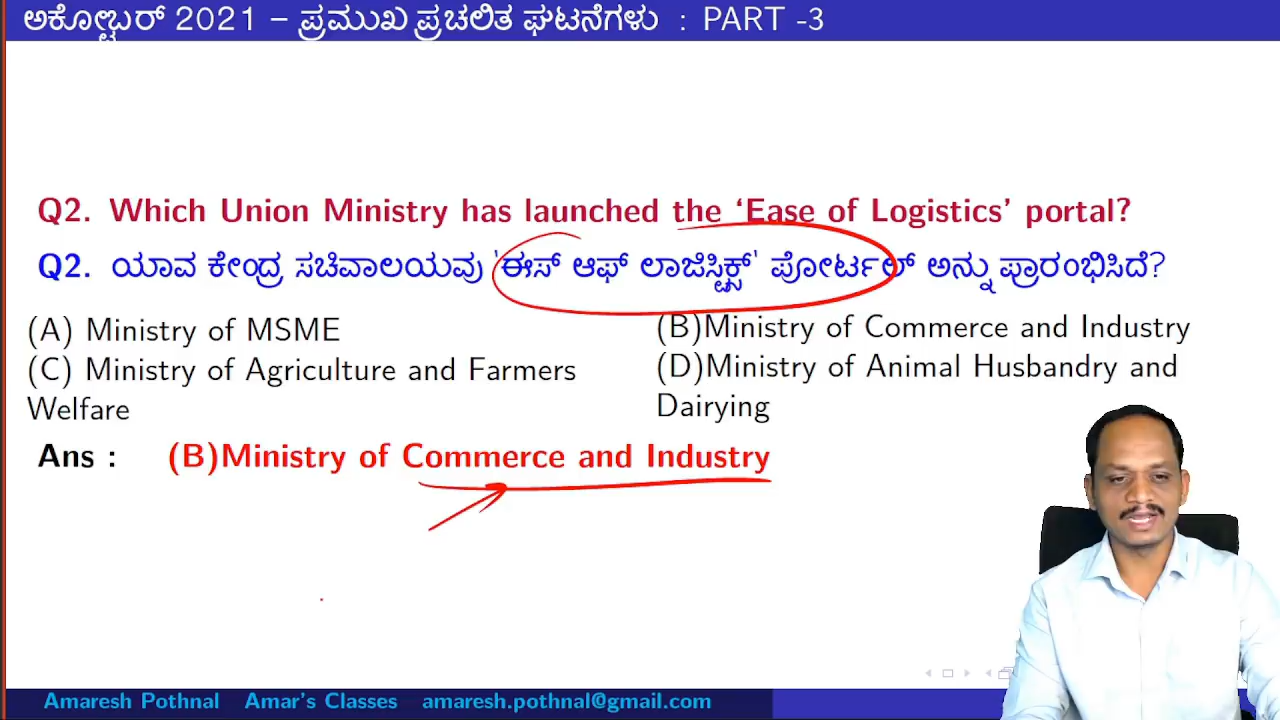 ಅಕೋಬ್ಟರ್ 2021 – ಪ್ರಮುಖ ಪ್ರಚಲಿತ ಘಟನೆಗಳು : PART -3
Q2. Which Union Ministry has launched the ‘Ease of Logistics’ portal?
Q2. ಯಾವ ಕೇಂದ್ರ ಸಚಿವಾಲಯವು 'ಈಸ್ ಆಫ್ ಲಾಜಿಸ್ಟಿಕ್ಸ್' ಪೋರ್ಟಲ್ ಅನ್ನು ಪ್ರಾರಂಭಿಸಿದೆ?
(A) Ministry of MSME
(B)Ministry of Commerce and Industry
(C) Ministry of Agriculture and Farmers
Welfare
(D)Ministry of Animal Husbandry and
Dairying
Ans : (B)Ministry of Commerce and Industry
Amaresh Pothnal Amar's Classes amaresh.pothnal@gmail.com